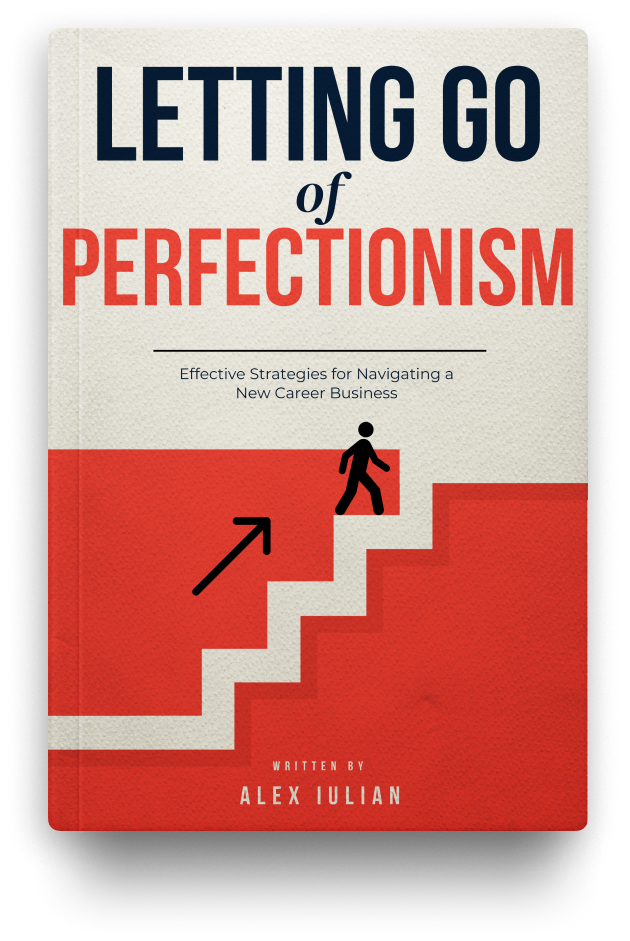 LETTING GO
of
PERFECTIONISM
Effective Strategies for Navigating a
New Career Business
WRITTEN BY
ALEX IULIAN